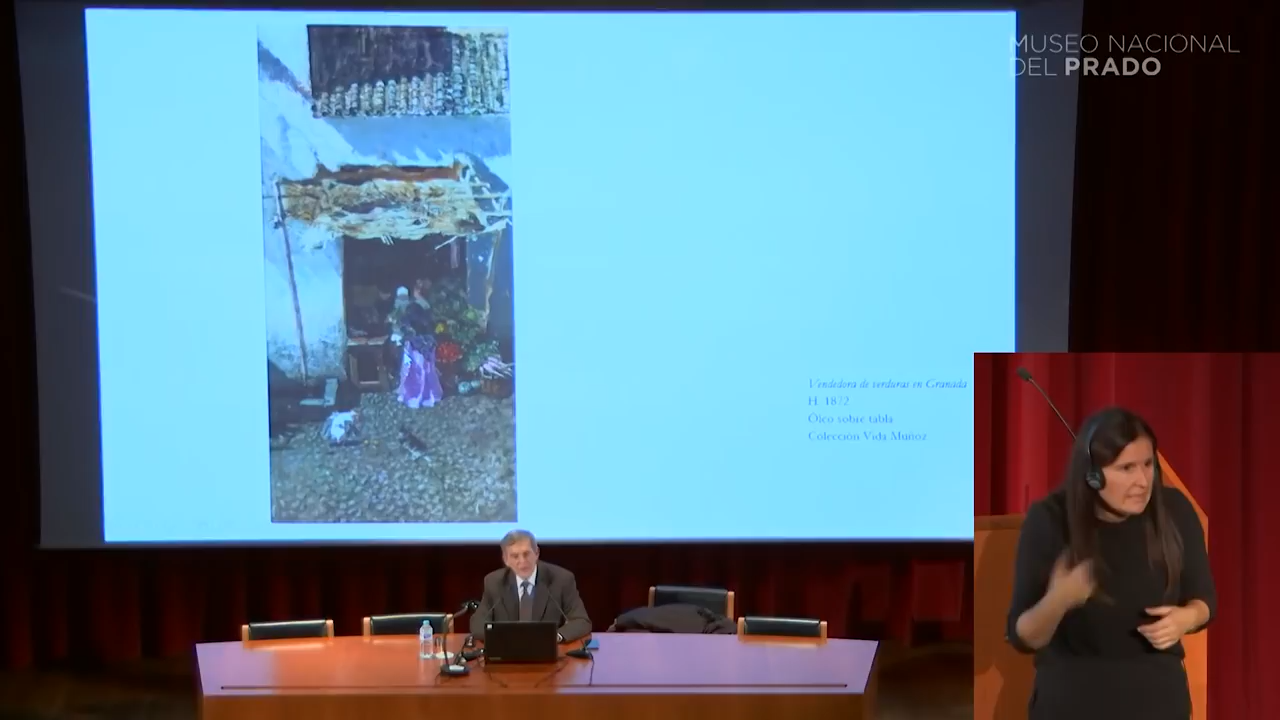 MUSEO NACIONAL
DEL PRADO
Vendedora de verduras en Granada
H. 1872
Óleo sobre tabla
Colección Vida Muñoz